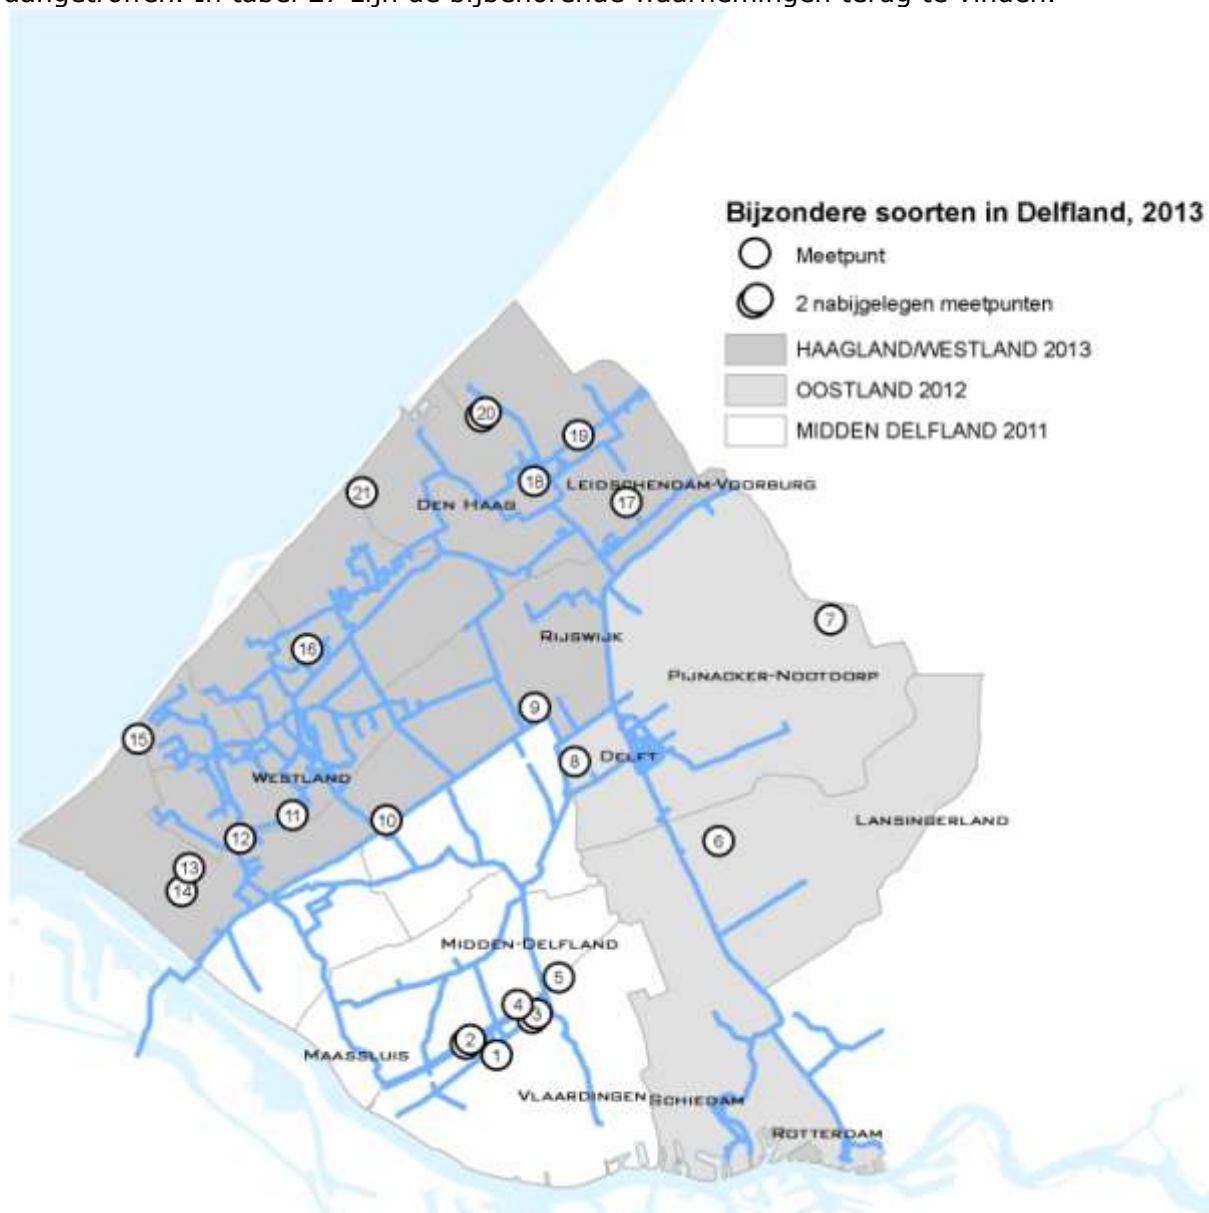 aangetroffen. In tabel 27 zijn de bijbehorende waarnemingen terug te vinden.
Bijzondere soorten in Delfland, 2013
Meetpunt
2 nabijgelegen meetpunten
HAAGLAND/WESTLAND 2013
OOSTLAND 2012
MIDDEN DELFLAND 2011
20
19
18
LEIDSCHENDAM-VOORBURG
21
DEN HAAG
17
7
RIJSWIJK
16
PIJNACKER-NOOTDORP
9
15
8
DELFT
WESTLAND
11
10
LANSINGERLAND
12
6
13
14
MIDDEN-DELFLAND
5
4
3
2
1
MAASSLUIS
VLAARDINGEN
SCHIEDAM
ROTTERDAM